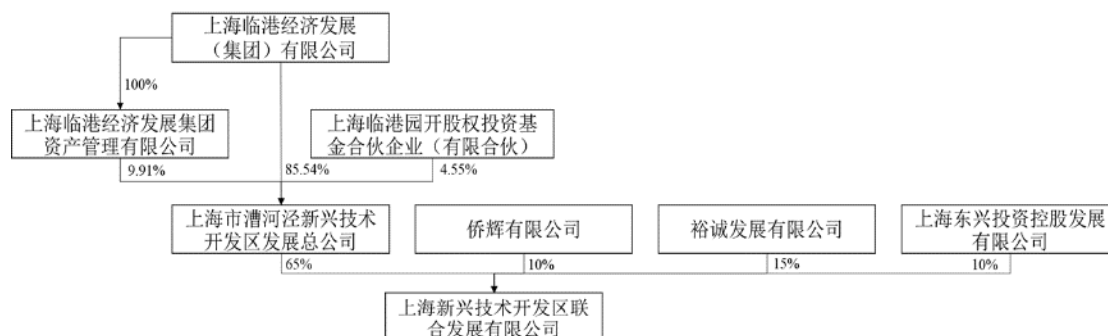 上海临港经济发展
（集团）有限公司
100%
上海临港经济发展集团
资产管理有限公司
上海临港园开股权投资基
金合伙企业（有限合伙）
9.91%
85.54%
4.55%
上海市漕河泾新兴技术
开发区发展总公司
侨辉有限公司
裕诚发展有限公司
上海东兴投资控股发展
有限公司
65%
10%
15%
10%
上海新兴技术开发区联
合发展有限公司